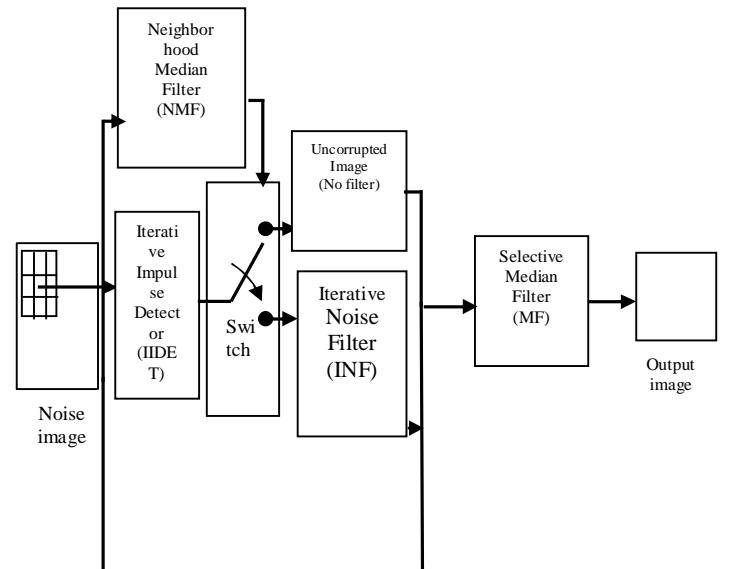 Neighbor
hood
Median
Filter
(NMF)
Uncorrupted
Image
(No filter)
Iterati
ve
Impul
se
Detect
or
(IIDE
T)
Swi
tch
Iterative
Noise
Filter
(INF)
Selective
Median
Filter
(MF)
Noise
image
Output
image